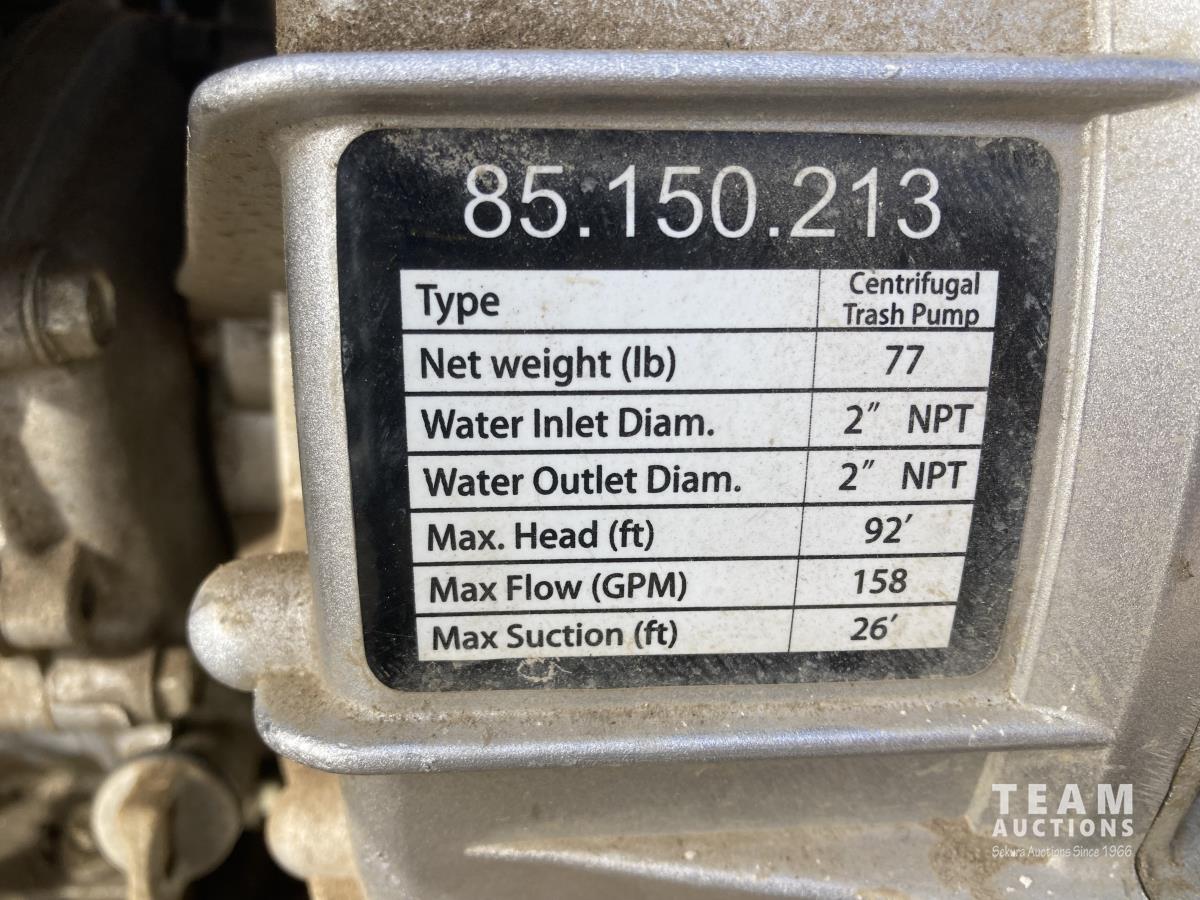 85.150.213
Type Centrifugal Trash Pump
Net weight (lb) 77
Water Inlet Diam. 2" NPT
Water Outlet Diam. 2" NPT
Max. Head (ft) 92'
Max Flow (GPM) 158
Max Suction (ft) 26'
TEAM
AUCTIONS
Sekura Auctions Since 1966